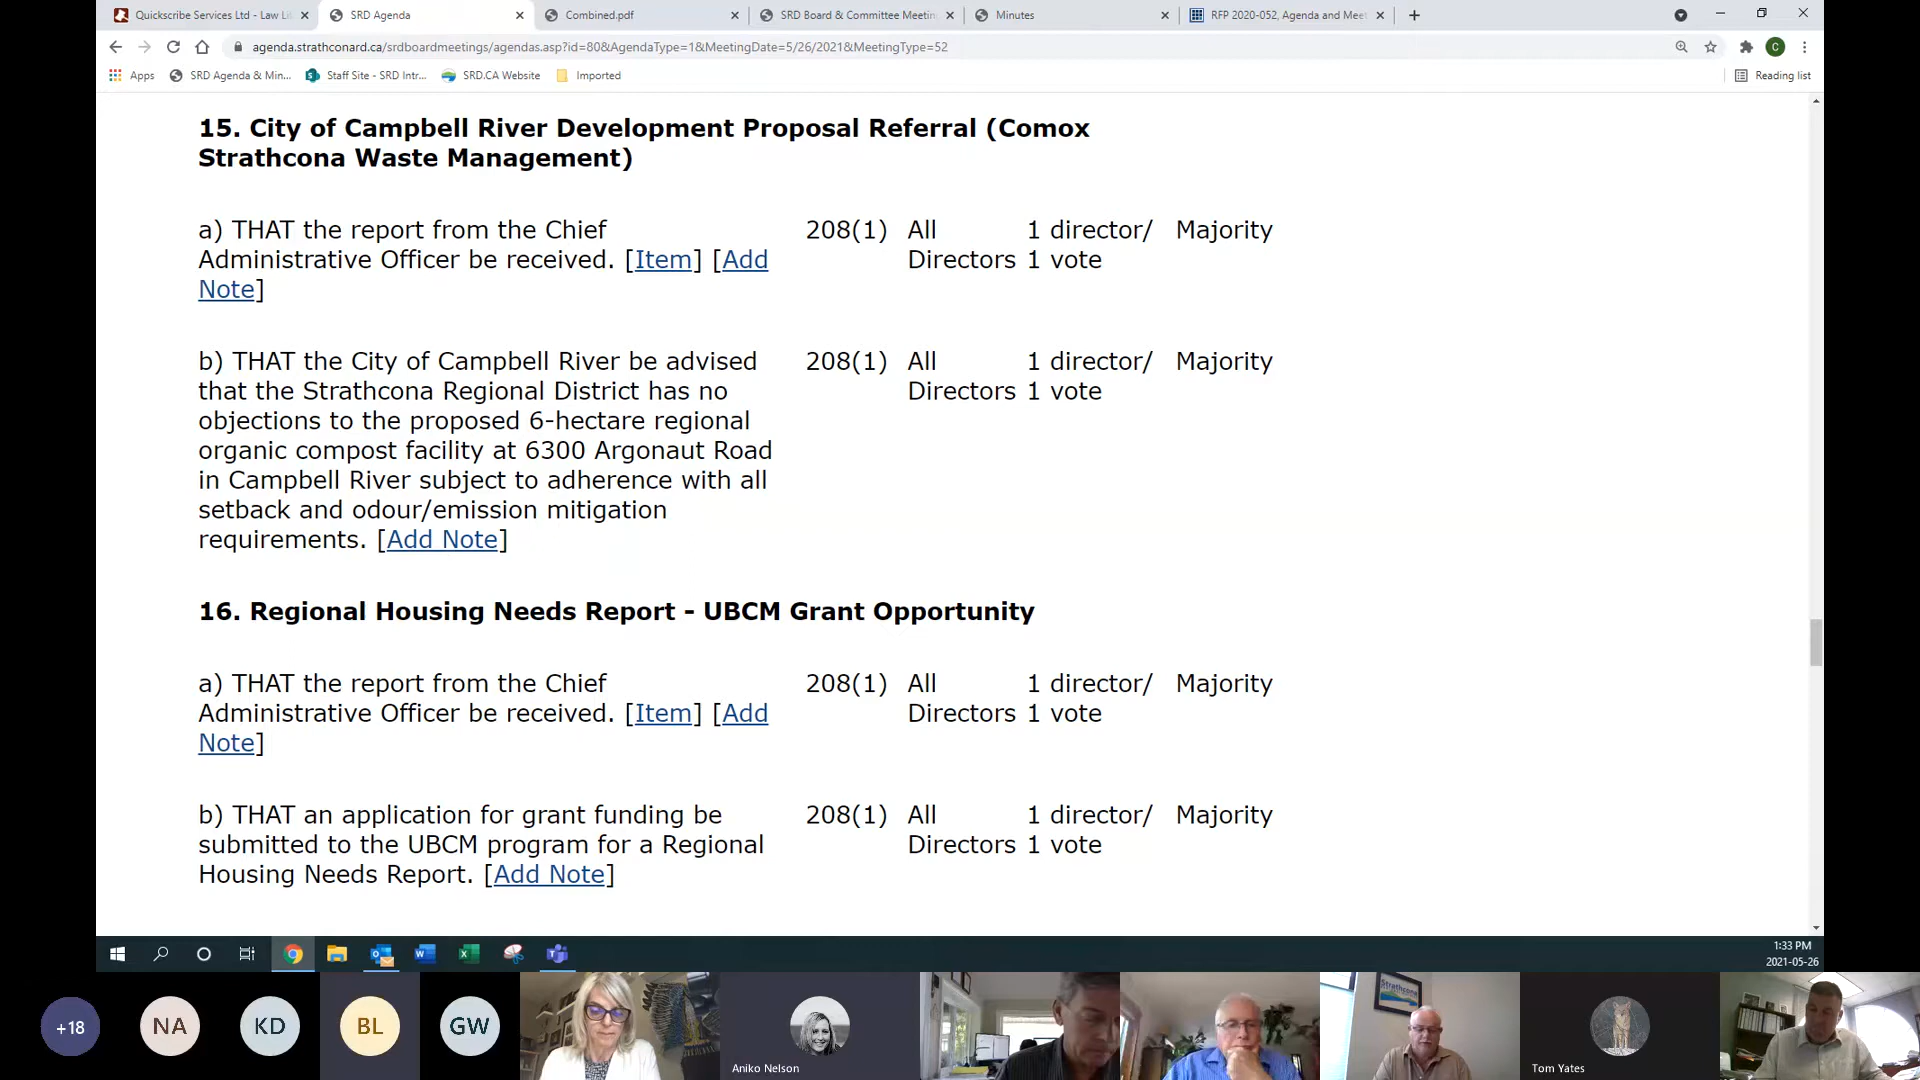 Quickscribe Services Ltd - Law Li
SRD Agenda
Combined.pdf
SRD Board & Committee Meetin
Minutes
RFP 2020-052, Agenda and Meet
agenda.strathconard.ca/srdboardmeetings/agendas.asp?id=80&AgendaType=1&MeetingDate=5/26/2021&MeetingType=52
C
Apps
SRD Agenda & Min...
Staff Site - SRD Intr...
SRD.CA Website
Imported
Reading list
15. City of Campbell River Development Proposal Referral (Comox
Strathcona Waste Management)
a) THAT the report from the Chief 208(1) All 1 director/ Majority
Administrative Officer be received. [Item] [Add Directors 1 vote
Note]
b) THAT the City of Campbell River be advised 208(1) All 1 director/ Majority
that the Strathcona Regional District has no Directors 1 vote
objections to the proposed 6-hectare regional
organic compost facility at 6300 Argonaut Road
in Campbell River subject to adherence with all
setback and odour/emission mitigation
requirements. [Add Note]
16. Regional Housing Needs Report - UBCM Grant Opportunity
a) THAT the report from the Chief 208(1) All 1 director/ Majority
Administrative Officer be received. [Item] [Add Directors 1 vote
Note]
b) THAT an application for grant funding be 208(1) All 1 director/ Majority
submitted to the UBCM program for a Regional Directors 1 vote
Housing Needs Report. [Add Note]
1:33 PM
2021-05-26
+18
NA
KD
BL
GW
Aniko Nelson
Strathcona
Tom Yates